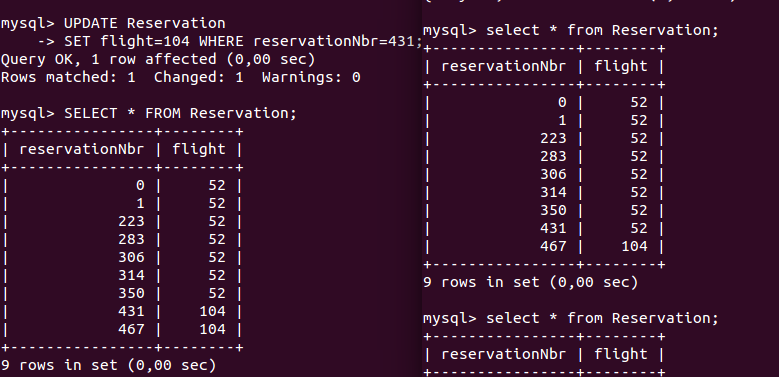 mysql> UPDATE Reservation
    -> SET flight=104 WHERE reservationNbr=431;
Query OK, 1 row affected (0,00 sec)
Rows matched: 1  Changed: 1  Warnings: 0

mysql> SELECT * FROM Reservation;
+----------------+--------+
| reservationNbr | flight |
+----------------+--------+
|              0 |     52 |
|              1 |     52 |
|            223 |     52 |
|            283 |     52 |
|            306 |     52 |
|            314 |     52 |
|            350 |     52 |
|            431 |    104 |
|            467 |    104 |
+----------------+--------+
9 rows in set (0,00 sec)

mysql> select * from Reservation;
+----------------+--------+
| reservationNbr | flight |
+----------------+--------+
|              0 |     52 |
|              1 |     52 |
|            223 |     52 |
|            283 |     52 |
|            306 |     52 |
|            314 |     52 |
|            350 |     52 |
|            431 |     52 |
|            467 |    104 |
+----------------+--------+
9 rows in set (0,00 sec)

mysql> select * from Reservation;
+----------------+--------+
| reservationNbr | flight |
+----------------+--------+